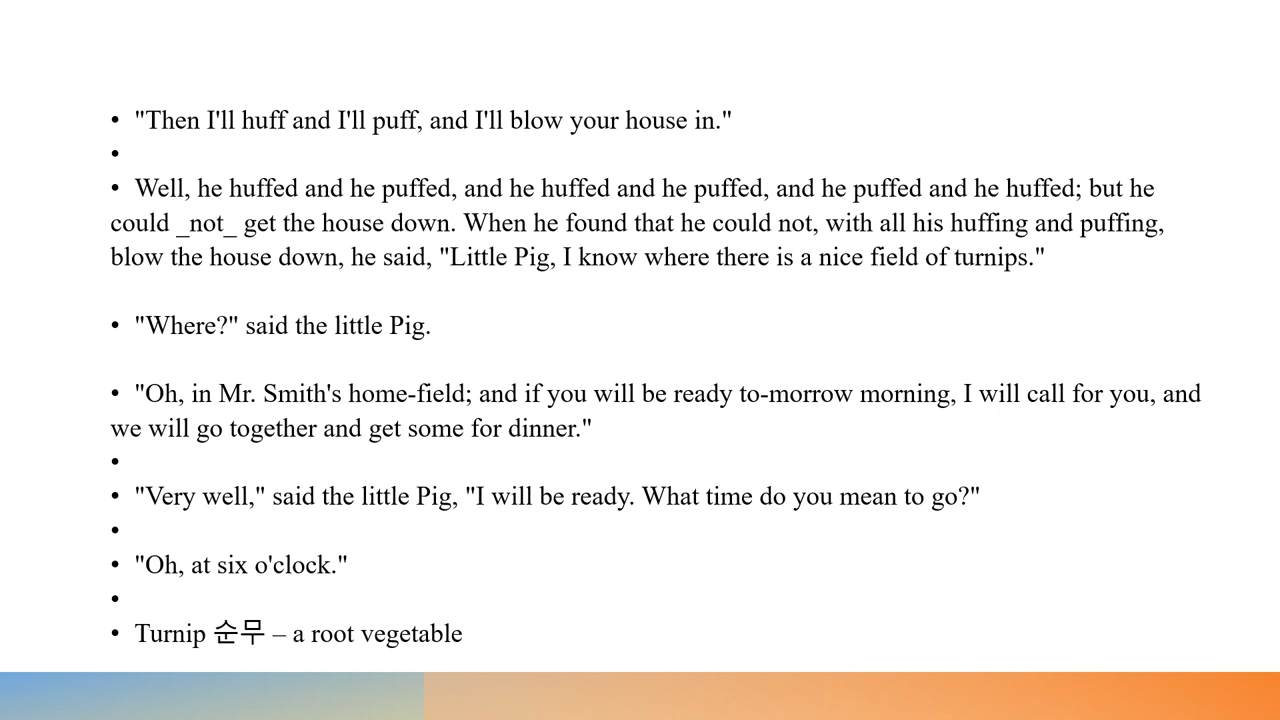 • "Then I'll huff and I'll puff, and I'll blow your house in."
•
• Well, he huffed and he puffed, and he huffed and he puffed, and he puffed and he huffed; but he
could _not_ get the house down. When he found that he could not, with all his huffing and puffing,
blow the house down, he said, "Little Pig, I know where there is a nice field of turnips."
• "Where?" said the little Pig.
• "Oh, in Mr. Smith's home-field; and if you will be ready to-morrow morning, I will call for you, and
we will go together and get some for dinner."
•
• "Very well," said the little Pig, "I will be ready. What time do you mean to go?"
•
• "Oh, at six o'clock."
•
• Turnip 순무 – a root vegetable